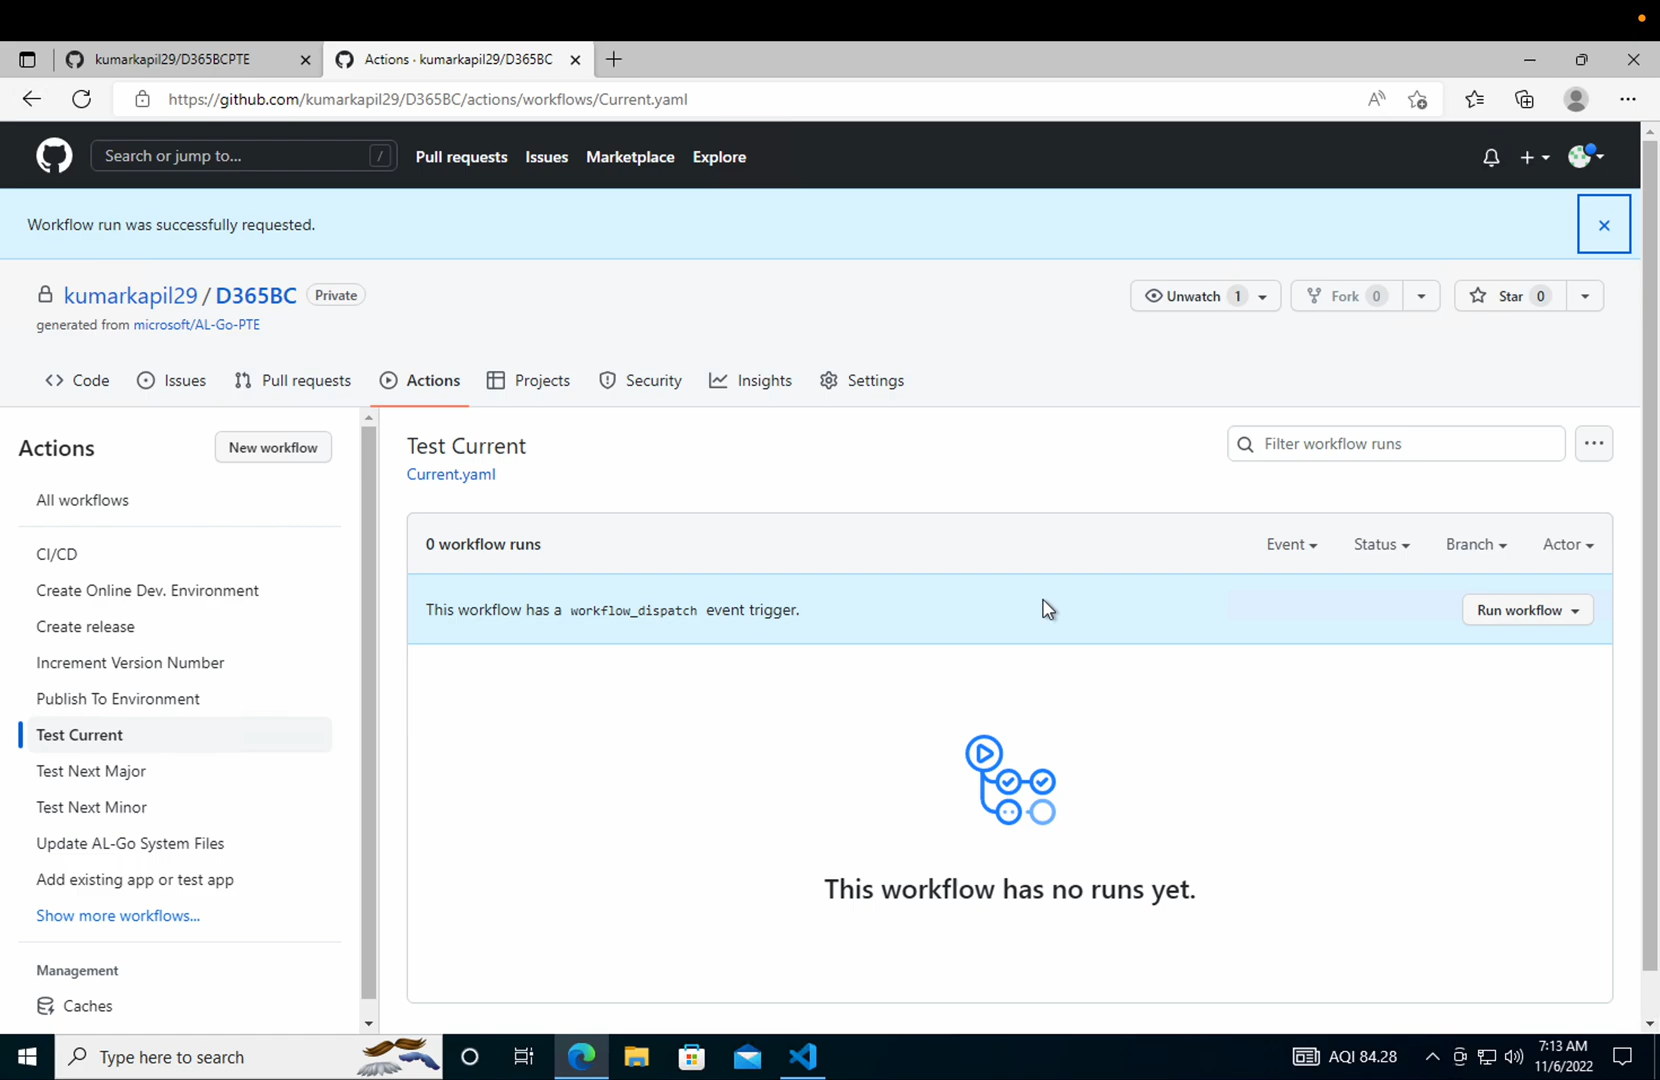 kumarkapil29/D365BCPTE
Actions · kumarkapil29/D365BC
https://github.com/kumarkapil29/D365BC/actions/workflows/Current.yaml
Search or jump to...
/
Pull requests
Issues
Marketplace
Explore
Workflow run was successfully requested.
kumarkapil29 / D365BC
Private
generated from microsoft/AL-Go-PTE
Unwatch 1
Fork 0
Star 0
Code
Issues
Pull requests
Actions
Projects
Security
Insights
Settings
Actions
New workflow
All workflows
CI/CD
Create Online Dev. Environment
Create release
Increment Version Number
Publish To Environment
Test Current
Test Next Major
Test Next Minor
Update AL-Go System Files
Add existing app or test app
Show more workflows...
Management
Caches
Test Current
Current.yaml
Filter workflow runs
0 workflow runs
Event
Status
Branch
Actor
This workflow has a workflow_dispatch event trigger.
Run workflow
This workflow has no runs yet.
Type here to search
AQI 84.28
7:13 AM
11/6/2022